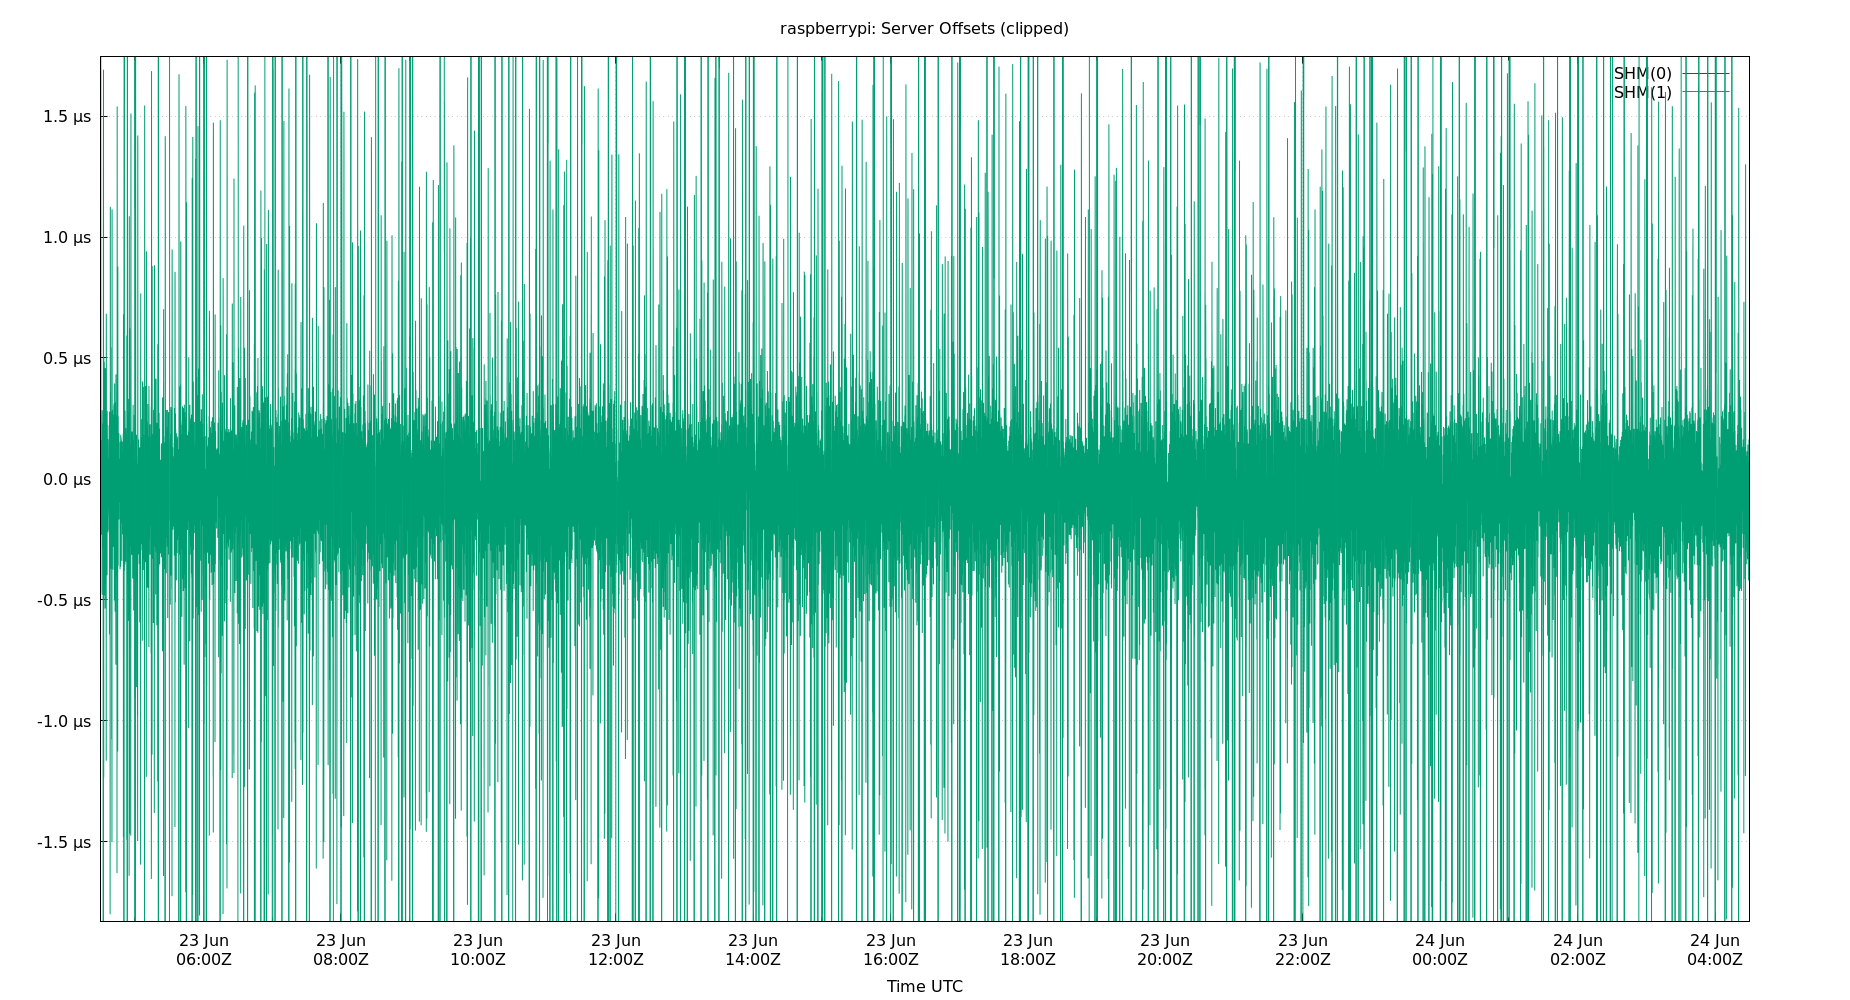 raspberrypi: Server Offsets (clipped)
SHM(0)
SHM(1)
1.5 µs
1.0 µs
0.5 µs
0.0 µs
-0.5 µs
-1.0 µs
-1.5 µs
23 Jun 23 Jun 23 Jun 23 Jun 23 Jun 23 Jun 23 Jun 23 Jun 23 Jun 24 Jun 24 Jun 24 Jun
06:00Z 08:00Z 10:00Z 12:00Z 14:00Z 16:00Z 18:00Z 20:00Z 22:00Z 00:00Z 02:00Z 04:00Z
Time UTC